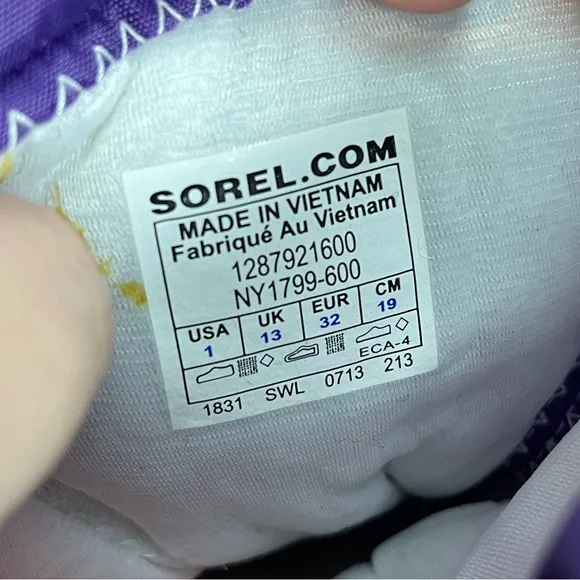 SOREL.COM
MADE IN VIETNAM
Fabriqué Au Vietnam
1287921600
NY1799-600
USA UK EUR CM
1 13 32 19
ECA-4
1831 SWL 0713 213